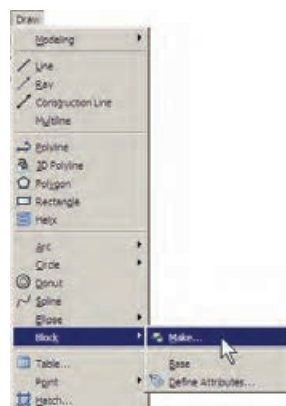 Draw
Modeling
Line
Ray
Construction Line
Multiline
Polyline
3D Polyline
Polygon
Rectangle
Helix
Arc
Circle
Donut
Spline
Ellipse
Block
Make...
Base
Table...
Point
Define Attributes...
Hatch...